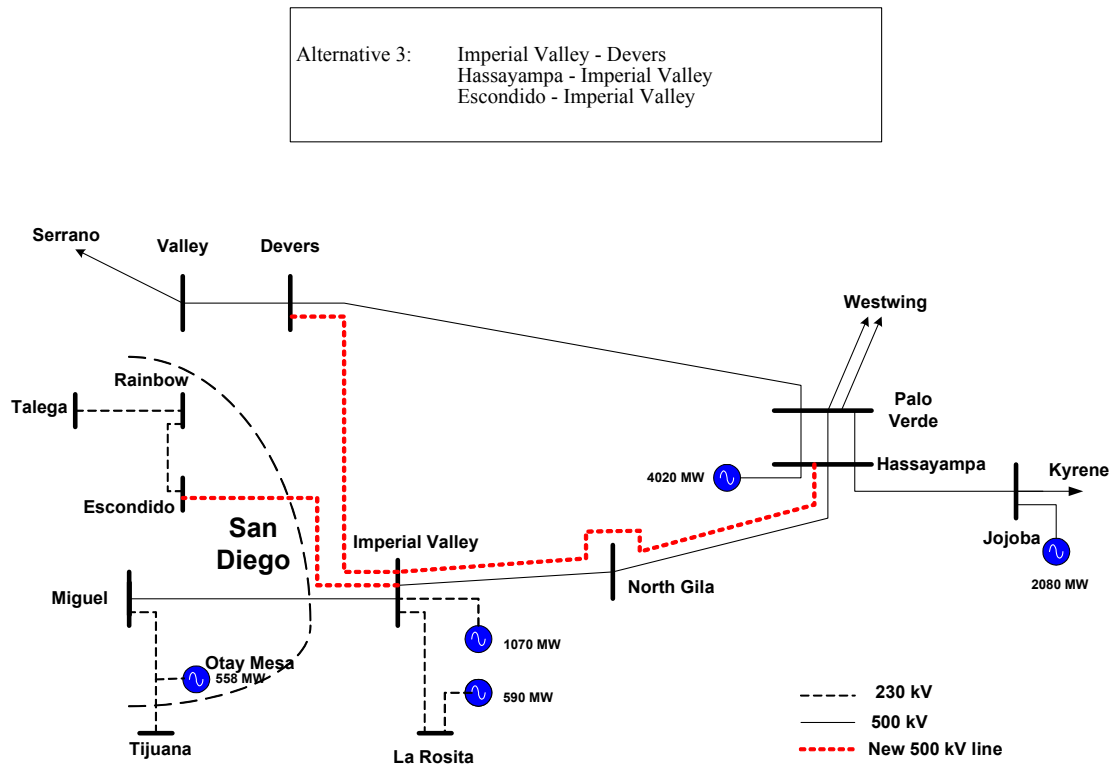 Alternative 3: Imperial Valley - Devers
Hassayampa - Imperial Valley
Escondido - Imperial Valley
Serrano
Valley
Devers
Westwing
Rainbow
Talega
Palo
Verde
Hassayampa
4020 MW
Kyrene
Escondido
San
Diego
Imperial Valley
Jojoba
2080 MW
Miguel
North Gila
1070 MW
Otay Mesa
558 MW
590 MW
230 kV
500 kV
New 500 kV line
Tijuana
La Rosita